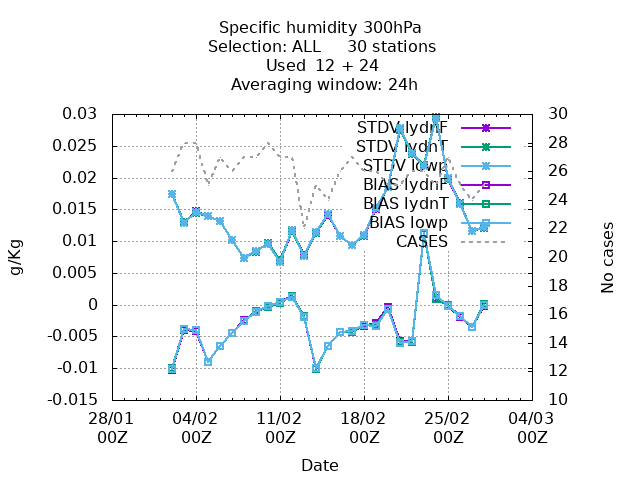 Specific humidity 300hPa
Selection: ALL     30 stations
Used  12 + 24
Averaging window: 24h
g/Kg
0.03
0.025
0.02
0.015
0.01
0.005
0
-0.005
-0.01
-0.015
STDV lydnF
STDV lydnT
STDV lowp
BIAS lydnF
BIAS lydnT
BIAS lowp
CASES
30
28
26
24
22
20
18
16
14
12
10
No cases
28/01 04/02 11/02 18/02 25/02 04/03
00Z 00Z 00Z 00Z 00Z 00Z
Date